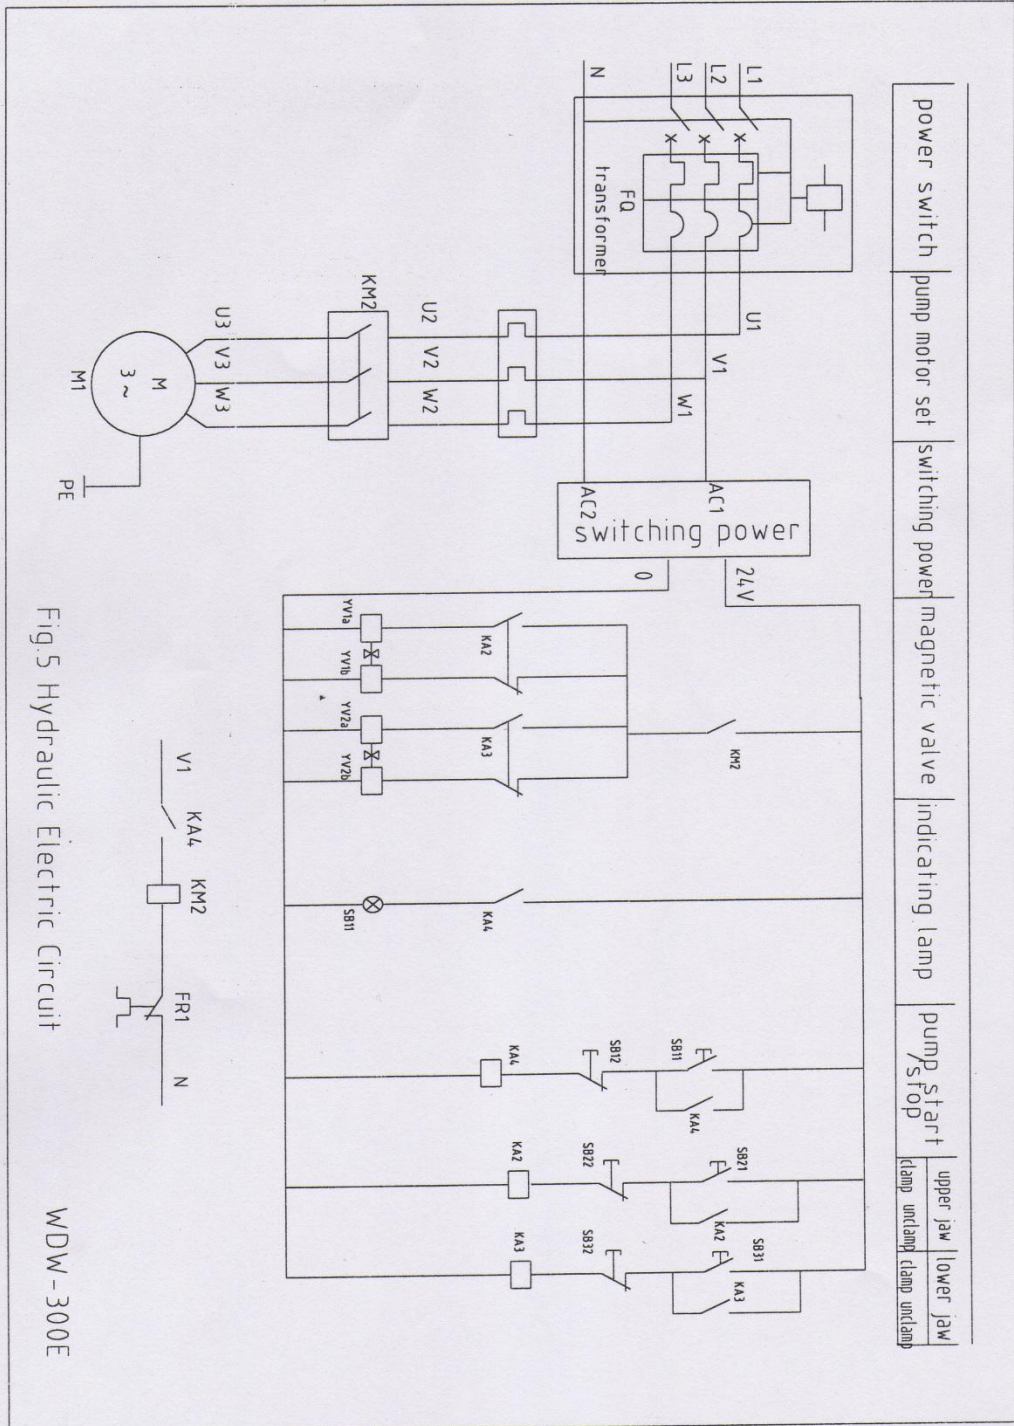 power switch
pump motor set
switching power
magnetic valve
indicating lamp
pump start
/stop
upper jaw
clamp unclamp
lower jaw
clamp unclamp
L1
L2
L3
N
FQ
transformer
U1
V1
W1
U2
V2
W2
KM2
U3
V3
W3
M
3 ~
M1
PE
AC1
AC2
switching power
24V
0
KM2
KA2
KA3
YV1a
YV1b
YV2a
YV2b
KA4
SB11
SB11
KA4
SB12
KA4
SB21
KA2
SB22
KA2
SB31
KA3
SB32
KA3
V1
KA4
KM2
FR1
N
Fig.5 Hydraulic Electric Circuit
WDW-300E